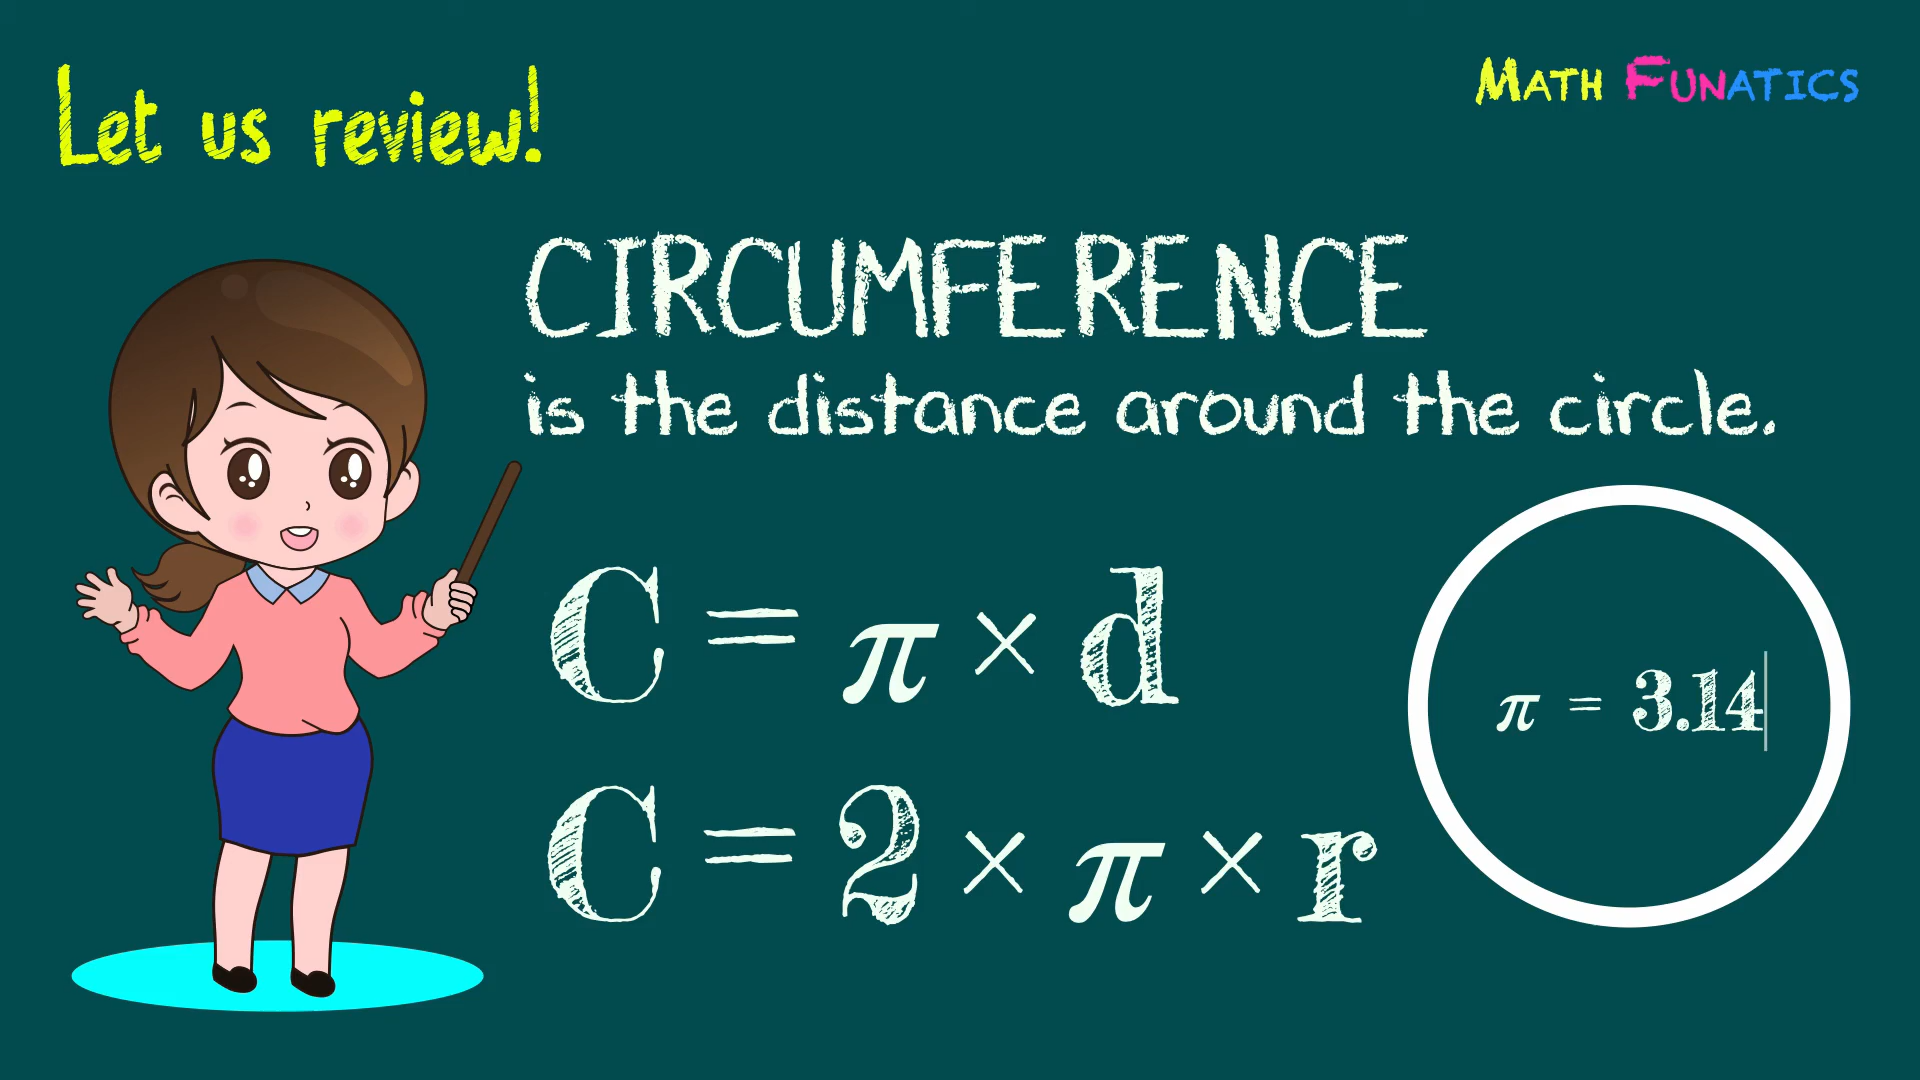 Let us review!
MATH FUNATICS
CIRCUMFERENCE
is the distance around the circle.
C = π × d
C = 2 × π × r
π = 3.14